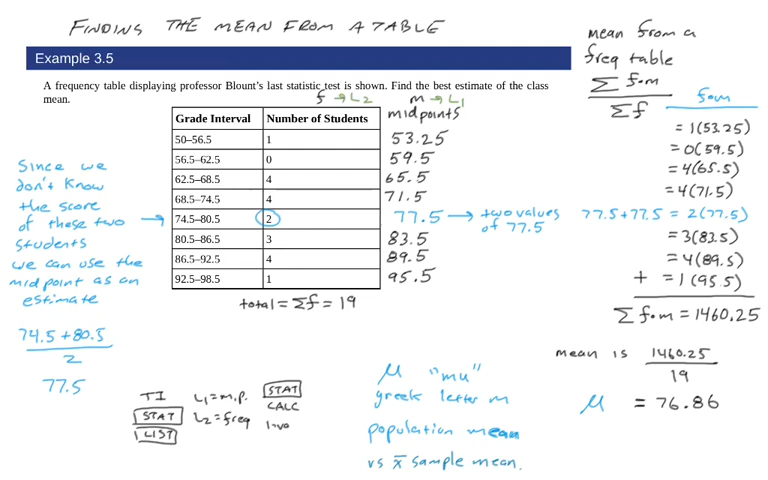 FINDING THE MEAN FROM A TABLE
Example 3.5
A frequency table displaying professor Blount's last statistic test is shown. Find the best estimate of the class
mean.
f → L2 m → L1
Grade Interval Number of Students midpoints
50–56.5 1 53.25
56.5–62.5 0 59.5
62.5–68.5 4 65.5
68.5–74.5 4 71.5
74.5–80.5 2 77.5 → two values
of 77.5
80.5–86.5 3 83.5
86.5–92.5 4 89.5
92.5–98.5 1 95.5
total = Σf = 19
Since we
don't know
the score
of these two →
students
we can use the
midpoint as an
estimate
74.5+80.5
2
77.5
mean from a
freq table
Σ f·m
Σ f
f·m
= 1(53.25)
= 0(59.5)
= 4(65.5)
= 4(71.5)
77.5+77.5 = 2(77.5)
= 3(83.5)
= 4(89.5)
+ = 1(95.5)
Σ f·m = 1460.25
mean is 1460.25
19
μ = 76.86
TI L1=m.p. STAT
STAT L2=freq CALC
LIST 1-va
μ "mu"
greek letter m
population mean
vs x̄ sample mean.